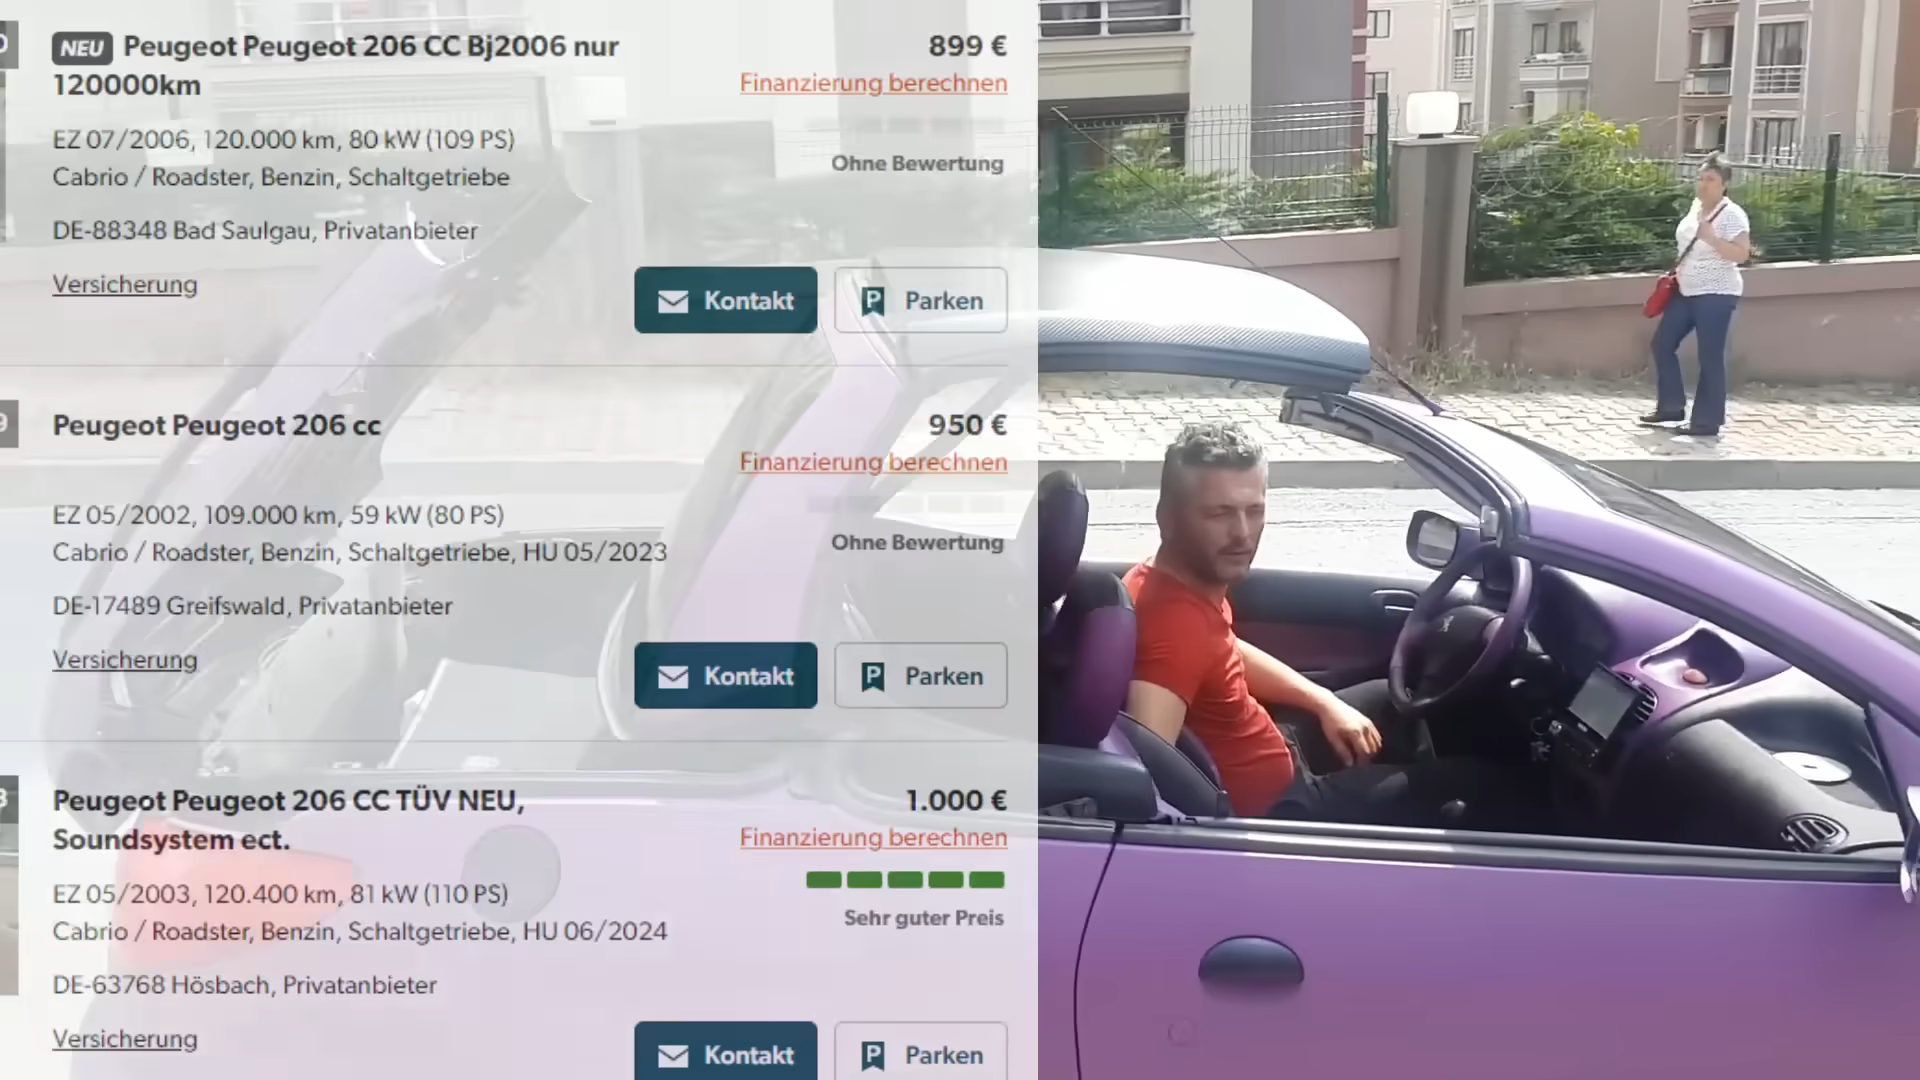 NEU Peugeot Peugeot 206 CC Bj2006 nur
120000km
899 €
Finanzierung berechnen
EZ 07/2006, 120.000 km, 80 kW (109 PS)
Cabrio / Roadster, Benzin, Schaltgetriebe
Ohne Bewertung
DE-88348 Bad Saulgau, Privatanbieter
Versicherung
Kontakt
P Parken
Peugeot Peugeot 206 cc
950 €
Finanzierung berechnen
EZ 05/2002, 109.000 km, 59 kW (80 PS)
Cabrio / Roadster, Benzin, Schaltgetriebe, HU 05/2023
Ohne Bewertung
DE-17489 Greifswald, Privatanbieter
Versicherung
Kontakt
P Parken
Peugeot Peugeot 206 CC TÜV NEU,
Soundsystem ect.
1.000 €
Finanzierung berechnen
EZ 05/2003, 120.400 km, 81 kW (110 PS)
Cabrio / Roadster, Benzin, Schaltgetriebe, HU 06/2024
Sehr guter Preis
DE-63768 Hösbach, Privatanbieter
Versicherung
Kontakt
P Parken